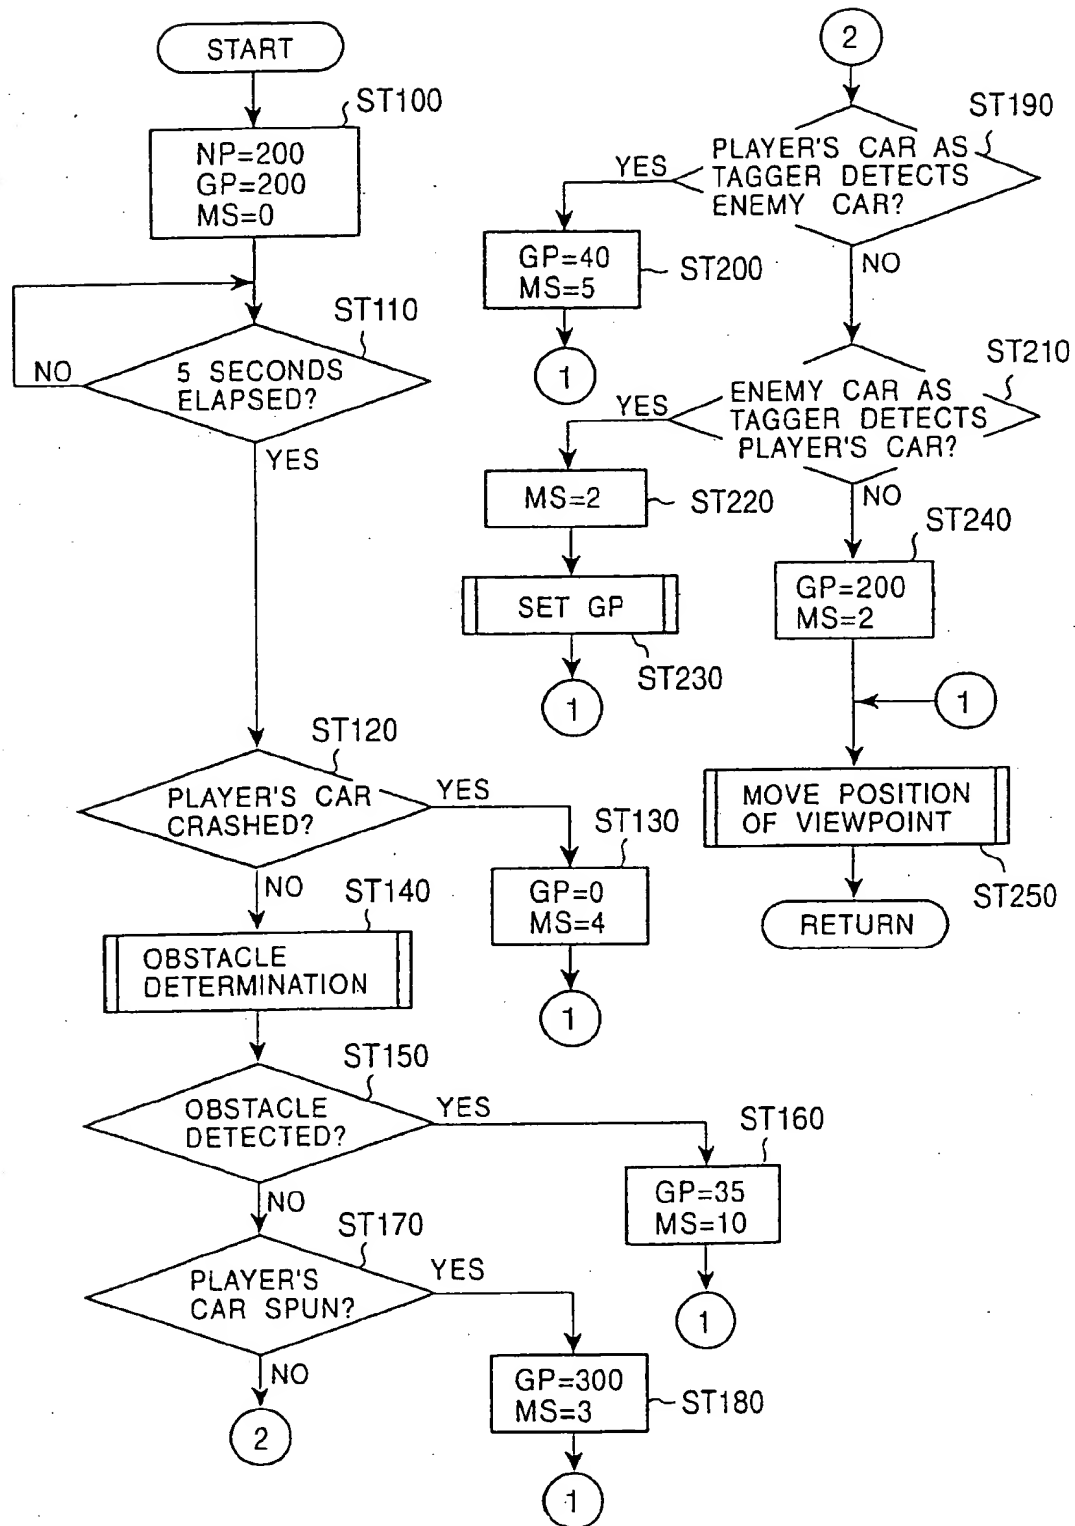 START
ST100
NP=200
GP=200
MS=0
ST110
NO
5 SECONDS
ELAPSED?
YES
ST120
PLAYER'S CAR
CRASHED?
YES
ST130
GP=0
MS=4
1
NO
ST140
OBSTACLE
DETERMINATION
ST150
OBSTACLE
DETECTED?
YES
ST160
GP=35
MS=10
1
NO
ST170
PLAYER'S
CAR SPUN?
YES
GP=300
MS=3
ST180
1
NO
2
2
ST190
PLAYER'S CAR AS
TAGGER DETECTS
ENEMY CAR?
YES
GP=40
MS=5
ST200
1
NO
ST210
ENEMY CAR AS
TAGGER DETECTS
PLAYER'S CAR?
YES
MS=2
ST220
SET GP
ST230
1
NO
ST240
GP=200
MS=2
1
MOVE POSITION
OF VIEWPOINT
ST250
RETURN